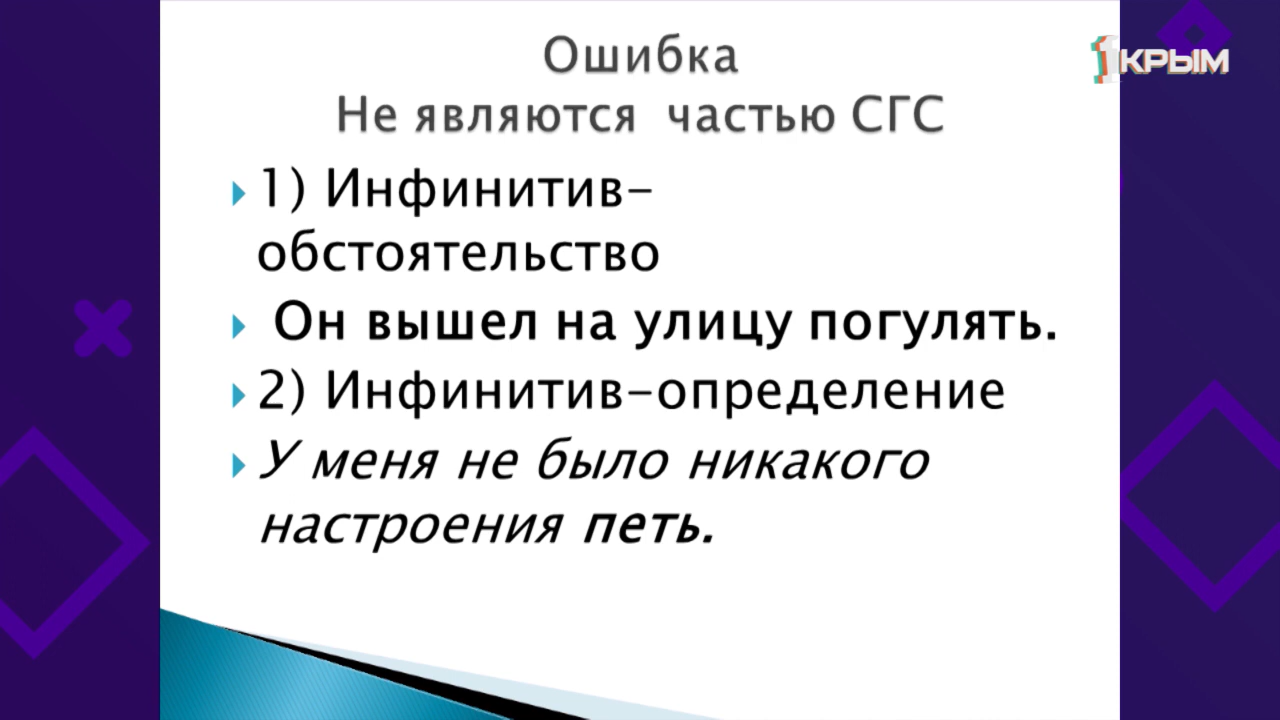 Ошибка
1КРЫМ
Не являются частью СГС
1) Инфинитив-
обстоятельство
Он вышел на улицу погулять.
2) Инфинитив-определение
У меня не было никакого
настроения петь.